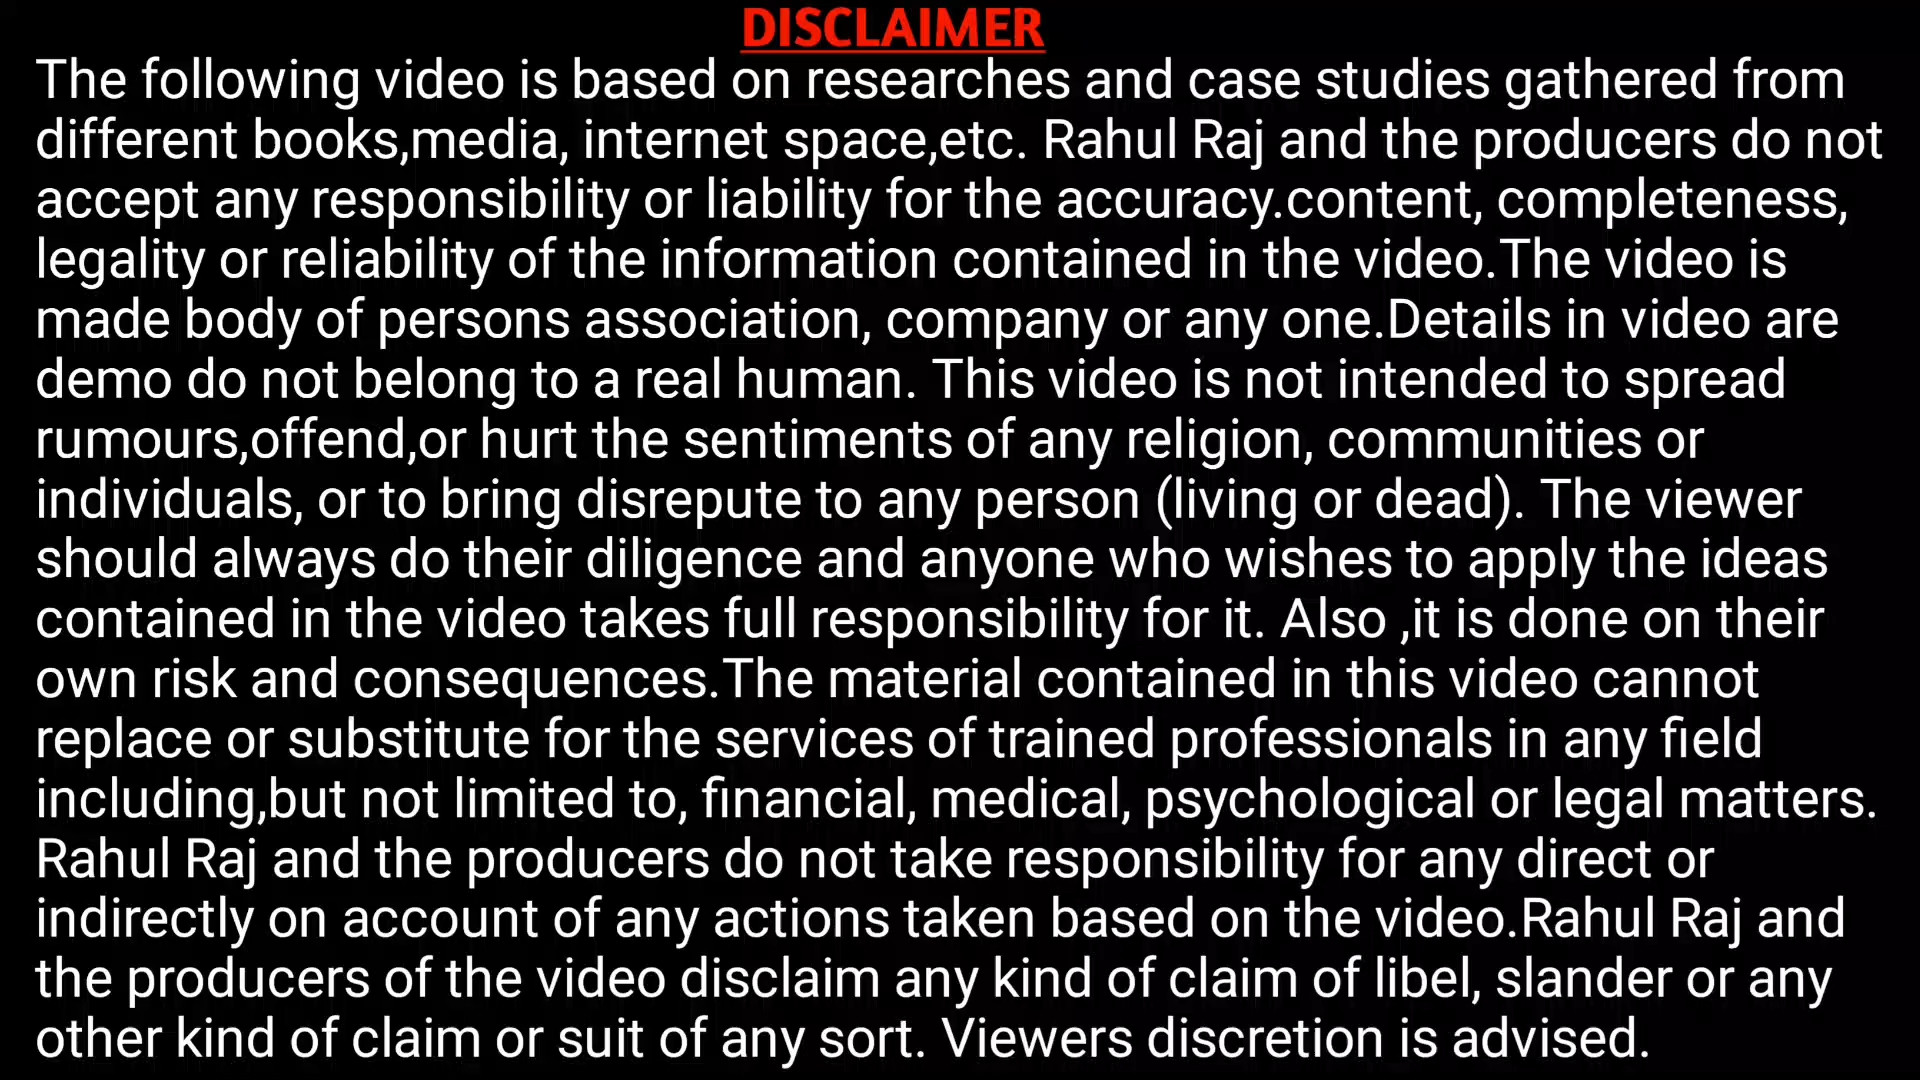 DISCLAIMER
The following video is based on researches and case studies gathered from
different books,media, internet space,etc. Rahul Raj and the producers do not
accept any responsibility or liability for the accuracy.content, completeness,
legality or reliability of the information contained in the video.The video is
made body of persons association, company or any one.Details in video are
demo do not belong to a real human. This video is not intended to spread
rumours,offend,or hurt the sentiments of any religion, communities or
individuals, or to bring disrepute to any person (living or dead). The viewer
should always do their diligence and anyone who wishes to apply the ideas
contained in the video takes full responsibility for it. Also ,it is done on their
own risk and consequences.The material contained in this video cannot
replace or substitute for the services of trained professionals in any field
including,but not limited to, financial, medical, psychological or legal matters.
Rahul Raj and the producers do not take responsibility for any direct or
indirectly on account of any actions taken based on the video.Rahul Raj and
the producers of the video disclaim any kind of claim of libel, slander or any
other kind of claim or suit of any sort. Viewers discretion is advised.